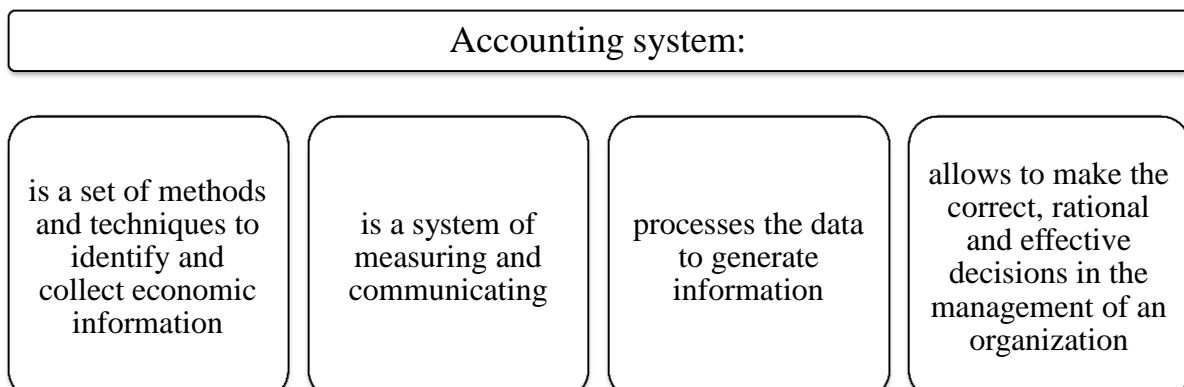 Accounting system:
is a set of methods
and techniques to
identify and
collect economic
information
is a system of
measuring and
communicating
processes the data
to generate
information
allows to make the
correct, rational
and effective
decisions in the
management of an
organization